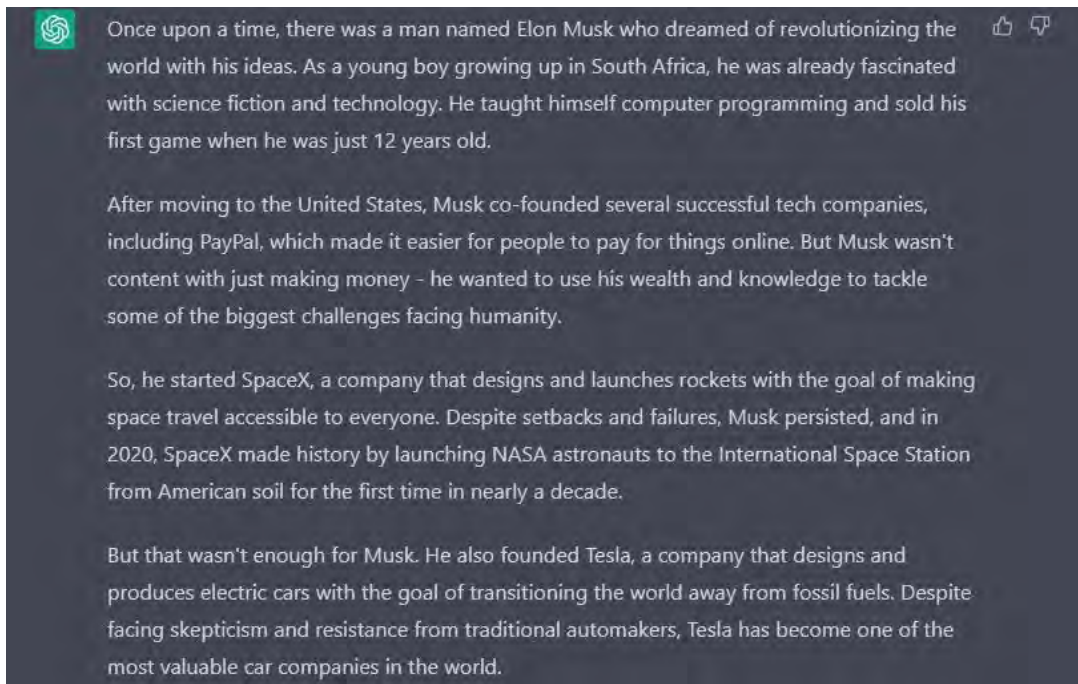 Once upon a time, there was a man named Elon Musk who dreamed of revolutionizing the
world with his ideas. As a young boy growing up in South Africa, he was already fascinated
with science fiction and technology. He taught himself computer programming and sold his
first game when he was just 12 years old.
After moving to the United States, Musk co-founded several successful tech companies,
including PayPal, which made it easier for people to pay for things online. But Musk wasn't
content with just making money - he wanted to use his wealth and knowledge to tackle
some of the biggest challenges facing humanity.
So, he started SpaceX, a company that designs and launches rockets with the goal of making
space travel accessible to everyone. Despite setbacks and failures, Musk persisted, and in
2020, SpaceX made history by launching NASA astronauts to the International Space Station
from American soil for the first time in nearly a decade.
But that wasn't enough for Musk. He also founded Tesla, a company that designs and
produces electric cars with the goal of transitioning the world away from fossil fuels. Despite
facing skepticism and resistance from traditional automakers, Tesla has become one of the
most valuable car companies in the world.